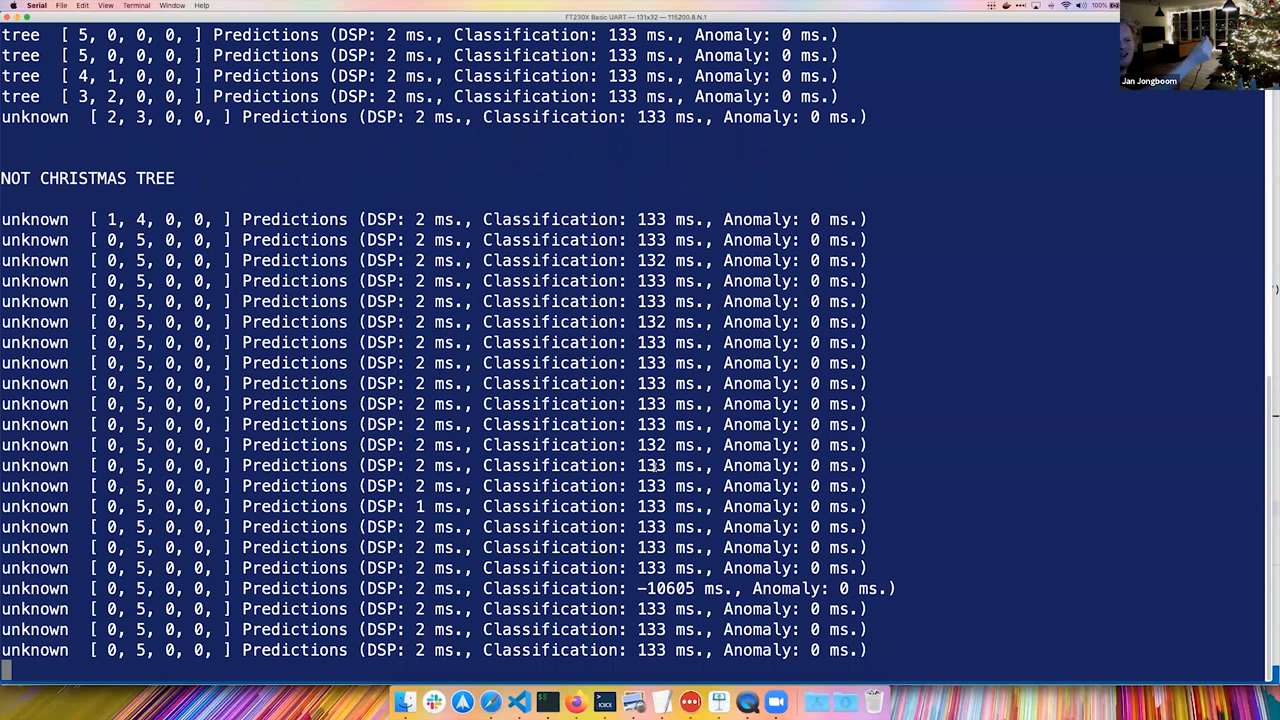 Serial File Edit View Terminal Window Help 100%
FT230X Basic UART — 131x32 — 115200.8.N.1
Jan Jongboom
tree [ 5, 0, 0, 0, ] Predictions (DSP: 2 ms., Classification: 133 ms., Anomaly: 0 ms.)
tree [ 5, 0, 0, 0, ] Predictions (DSP: 2 ms., Classification: 133 ms., Anomaly: 0 ms.)
tree [ 4, 1, 0, 0, ] Predictions (DSP: 2 ms., Classification: 133 ms., Anomaly: 0 ms.)
tree [ 3, 2, 0, 0, ] Predictions (DSP: 2 ms., Classification: 133 ms., Anomaly: 0 ms.)
unknown [ 2, 3, 0, 0, ] Predictions (DSP: 2 ms., Classification: 133 ms., Anomaly: 0 ms.)
NOT CHRISTMAS TREE
unknown [ 1, 4, 0, 0, ] Predictions (DSP: 2 ms., Classification: 133 ms., Anomaly: 0 ms.)
unknown [ 0, 5, 0, 0, ] Predictions (DSP: 2 ms., Classification: 133 ms., Anomaly: 0 ms.)
unknown [ 0, 5, 0, 0, ] Predictions (DSP: 2 ms., Classification: 132 ms., Anomaly: 0 ms.)
unknown [ 0, 5, 0, 0, ] Predictions (DSP: 2 ms., Classification: 133 ms., Anomaly: 0 ms.)
unknown [ 0, 5, 0, 0, ] Predictions (DSP: 2 ms., Classification: 133 ms., Anomaly: 0 ms.)
unknown [ 0, 5, 0, 0, ] Predictions (DSP: 2 ms., Classification: 132 ms., Anomaly: 0 ms.)
unknown [ 0, 5, 0, 0, ] Predictions (DSP: 2 ms., Classification: 133 ms., Anomaly: 0 ms.)
unknown [ 0, 5, 0, 0, ] Predictions (DSP: 2 ms., Classification: 133 ms., Anomaly: 0 ms.)
unknown [ 0, 5, 0, 0, ] Predictions (DSP: 2 ms., Classification: 133 ms., Anomaly: 0 ms.)
unknown [ 0, 5, 0, 0, ] Predictions (DSP: 2 ms., Classification: 133 ms., Anomaly: 0 ms.)
unknown [ 0, 5, 0, 0, ] Predictions (DSP: 2 ms., Classification: 133 ms., Anomaly: 0 ms.)
unknown [ 0, 5, 0, 0, ] Predictions (DSP: 2 ms., Classification: 132 ms., Anomaly: 0 ms.)
unknown [ 0, 5, 0, 0, ] Predictions (DSP: 2 ms., Classification: 133 ms., Anomaly: 0 ms.)
unknown [ 0, 5, 0, 0, ] Predictions (DSP: 2 ms., Classification: 133 ms., Anomaly: 0 ms.)
unknown [ 0, 5, 0, 0, ] Predictions (DSP: 1 ms., Classification: 133 ms., Anomaly: 0 ms.)
unknown [ 0, 5, 0, 0, ] Predictions (DSP: 2 ms., Classification: 133 ms., Anomaly: 0 ms.)
unknown [ 0, 5, 0, 0, ] Predictions (DSP: 2 ms., Classification: 133 ms., Anomaly: 0 ms.)
unknown [ 0, 5, 0, 0, ] Predictions (DSP: 2 ms., Classification: 133 ms., Anomaly: 0 ms.)
unknown [ 0, 5, 0, 0, ] Predictions (DSP: 2 ms., Classification: -10605 ms., Anomaly: 0 ms.)
unknown [ 0, 5, 0, 0, ] Predictions (DSP: 2 ms., Classification: 133 ms., Anomaly: 0 ms.)
unknown [ 0, 5, 0, 0, ] Predictions (DSP: 2 ms., Classification: 133 ms., Anomaly: 0 ms.)
unknown [ 0, 5, 0, 0, ] Predictions (DSP: 2 ms., Classification: 133 ms., Anomaly: 0 ms.)